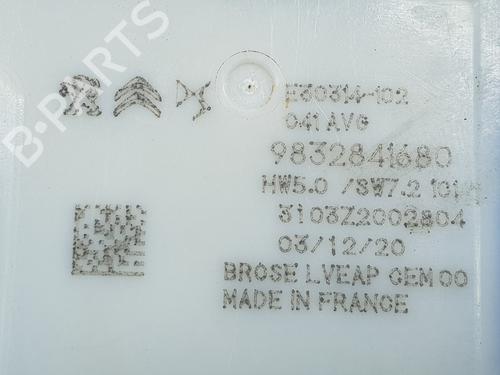 B-PARTS
E30314-102
041 AVG
9832841680
HW5.0 /SW7.2 101
3103Z2002804
03/12/20
BROSE LVEAP GEM 00
MADE IN FRANCE